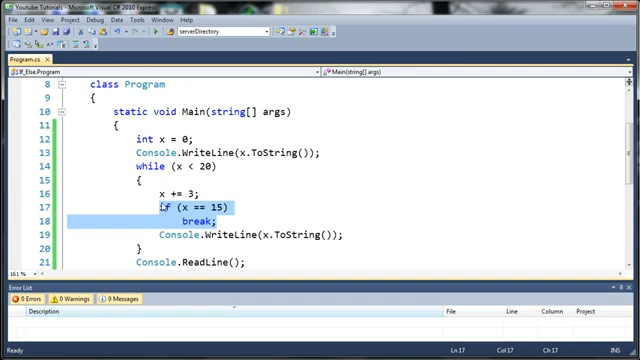 Youtube Tutorials - Microsoft Visual C# 2010 Express
File Edit View Project Debug Data Tools Window Help
serverDirectory
Program.cs
If_Else.Program
Main(string[] args)
8 class Program
9 {
10 static void Main(string[] args)
11 {
12 int x = 0;
13 Console.WriteLine(x.ToString());
14 while (x < 20)
15 {
16 x += 3;
17 if (x == 15)
18 break;
19 Console.WriteLine(x.ToString());
20 }
21 Console.ReadLine();
161 %
Error List
0 Errors 0 Warnings 0 Messages
Description File Line Column Project
Ready Ln 17 Col 17 Ch 17 INS